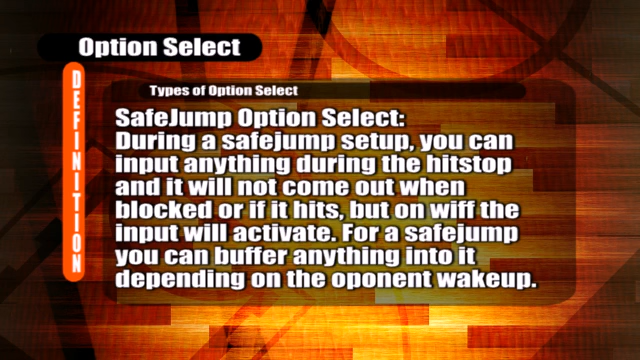 Option Select
DEFINITION
Types of Option Select
SafeJump Option Select:
During a safejump setup, you can
input anything during the hitstop
and it will not come out when
blocked or if it hits, but on wiff the
input will activate. For a safejump
you can buffer anything into it
depending on the oponent wakeup.